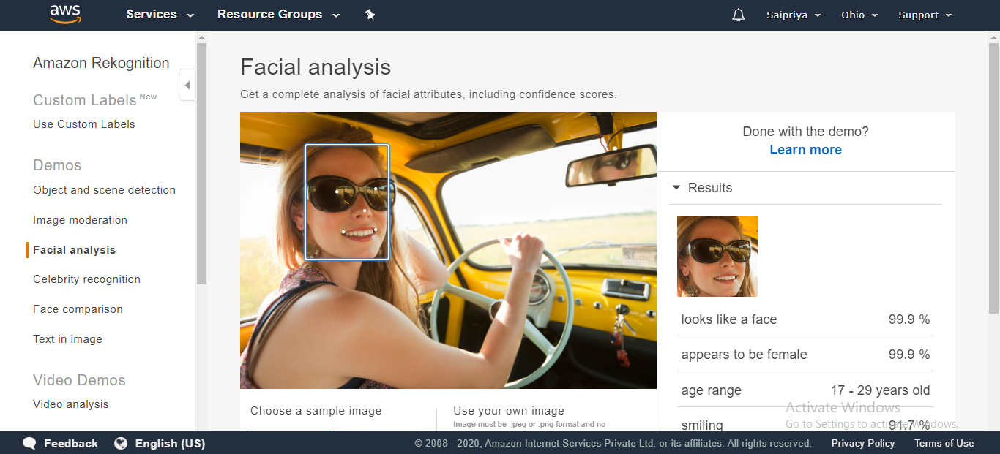 aws
Services
Resource Groups
Saipriya
Ohio
Support
Amazon Rekognition
Custom Labels New
Use Custom Labels
Demos
Object and scene detection
Image moderation
Facial analysis
Celebrity recognition
Face comparison
Text in image
Video Demos
Video analysis
Facial analysis
Get a complete analysis of facial attributes, including confidence scores.
Choose a sample image
Use your own image
Image must be .jpeg or .png format and no
Done with the demo?
Learn more
Results
looks like a face 99.9 %
appears to be female 99.9 %
age range 17 - 29 years old
smiling 91.7 %
Activate Windows
Go to Settings to activate Windows.
Feedback
English (US)
© 2008 - 2020, Amazon Internet Services Private Ltd. or its affiliates. All rights reserved.
Privacy Policy
Terms of Use